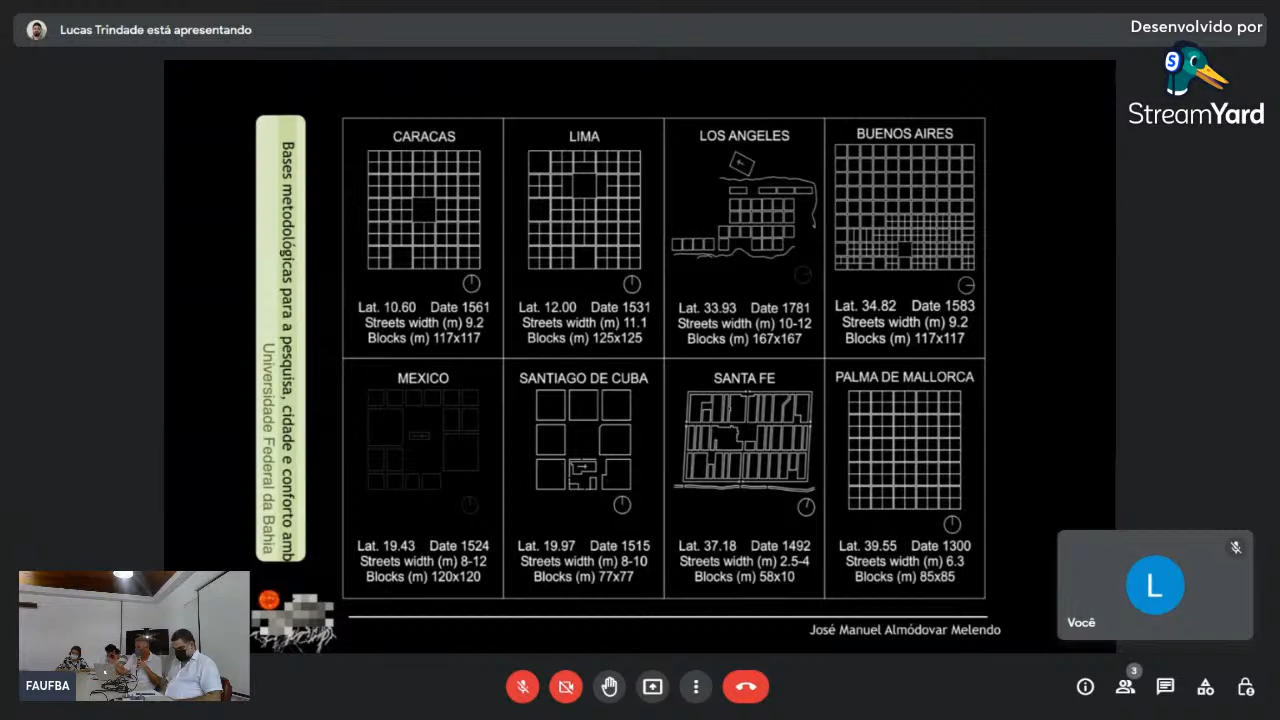 Lucas Trindade está apresentando
Desenvolvido por
StreamYard
Bases metodológicas para a pesquisa, cidade e conforto amb
Universidade Federal da Bahia
CARACAS
Lat. 10.60 Date 1561
Streets width (m) 9.2
Blocks (m) 117x117
LIMA
Lat. 12.00 Date 1531
Streets width (m) 11.1
Blocks (m) 125x125
LOS ANGELES
Lat. 33.93 Date 1781
Streets width (m) 10-12
Blocks (m) 167x167
BUENOS AIRES
Lat. 34.82 Date 1583
Streets width (m) 9.2
Blocks (m) 117x117
MEXICO
Lat. 19.43 Date 1524
Streets width (m) 8-12
Blocks (m) 120x120
SANTIAGO DE CUBA
Lat. 19.97 Date 1515
Streets width (m) 8-10
Blocks (m) 77x77
SANTA FE
Lat. 37.18 Date 1492
Streets width (m) 2.5-4
Blocks (m) 58x10
PALMA DE MALLORCA
Lat. 39.55 Date 1300
Streets width (m) 6.3
Blocks (m) 85x85
José Manuel Almódovar Melendo
L
Você
FAUFBA
3